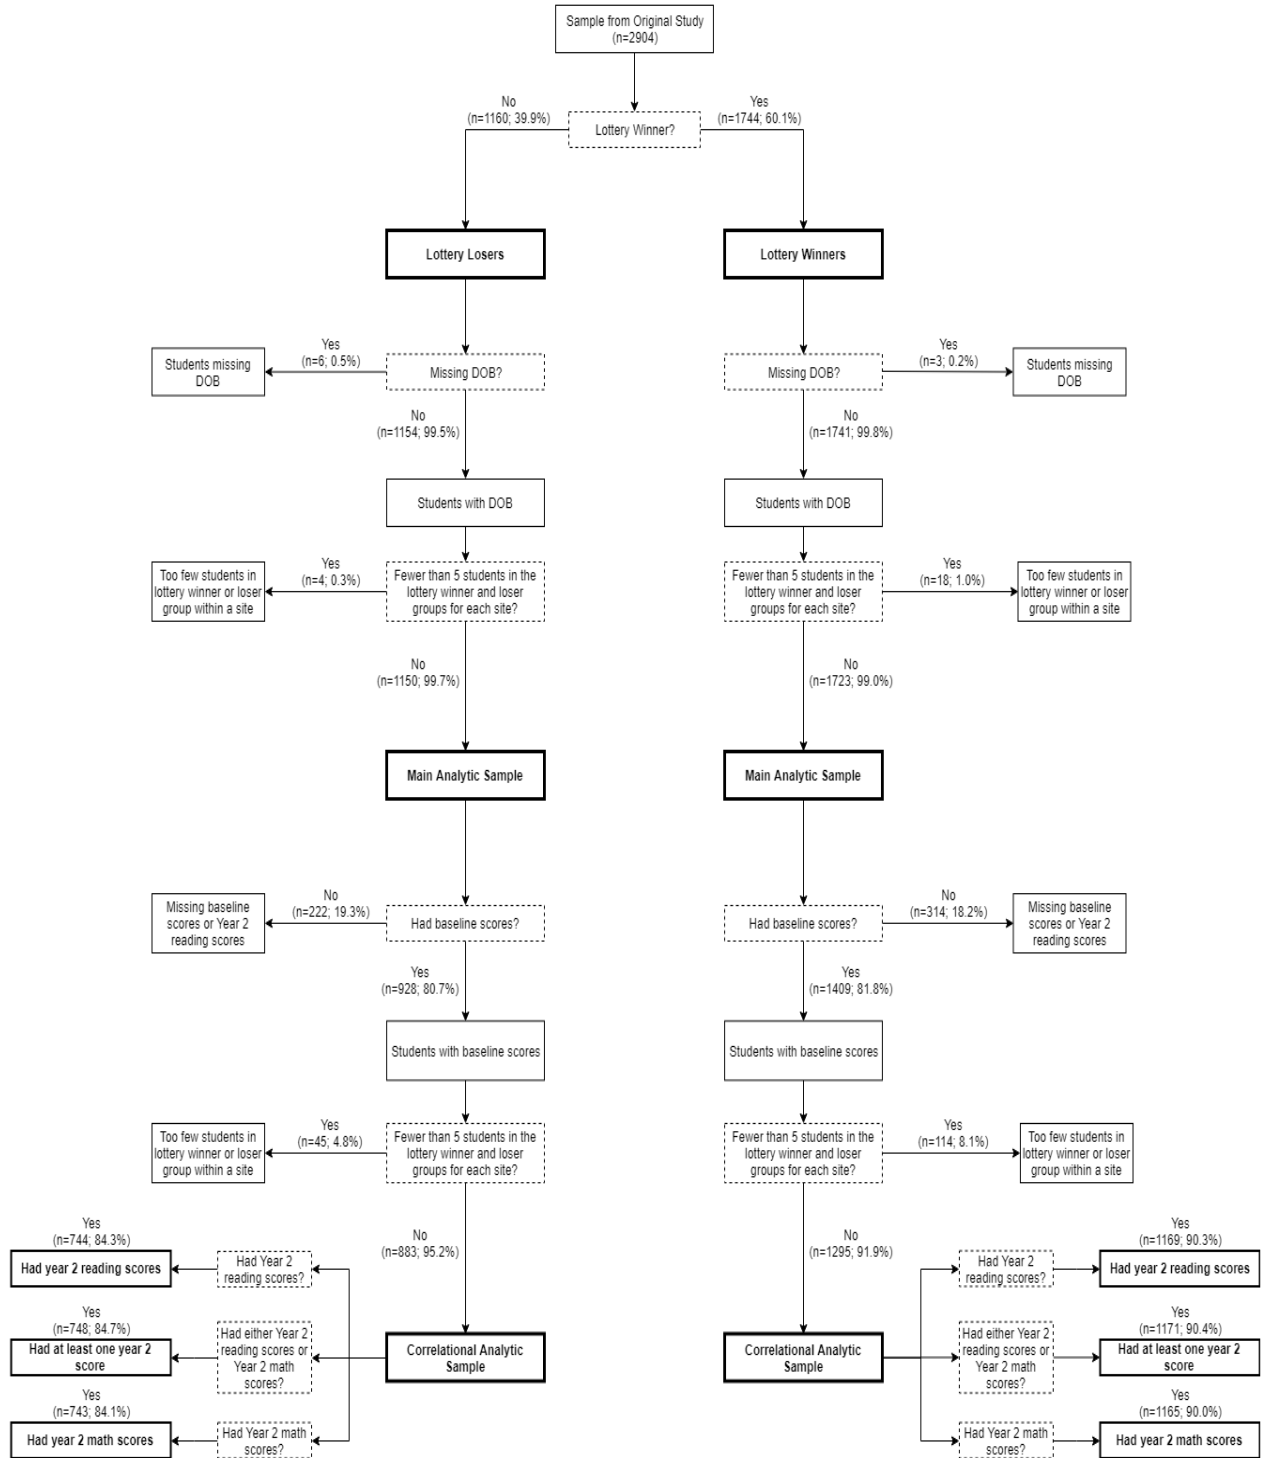 Sample from Original Study
(n=2904)
No
(n=1160; 39.9%)
Yes
(n=1744; 60.1%)
Lottery Winner?
Lottery Losers
Lottery Winners
Yes
(n=6; 0.5%)
Students missing
DOB
Missing DOB?
Missing DOB?
Yes
(n=3; 0.2%)
Students missing
DOB
No
(n=1154; 99.5%)
No
(n=1741; 99.8%)
Students with DOB
Students with DOB
Too few students in
lottery winner or loser
group within a site
Yes
(n=4; 0.3%)
Fewer than 5 students in the
lottery winner and loser
groups for each site?
Fewer than 5 students in the
lottery winner and loser
groups for each site?
Yes
(n=18; 1.0%)
Too few students in
lottery winner or loser
group within a site
No
(n=1150; 99.7%)
No
(n=1723; 99.0%)
Main Analytic Sample
Main Analytic Sample
Missing baseline
scores or Year 2
reading scores
No
(n=222; 19.3%)
Had baseline scores?
Had baseline scores?
No
(n=314; 18.2%)
Missing baseline
scores or Year 2
reading scores
Yes
(n=928; 80.7%)
Yes
(n=1409; 81.8%)
Students with baseline scores
Students with baseline scores
Too few students in
lottery winner or loser
group within a site
Yes
(n=45; 4.8%)
Fewer than 5 students in the
lottery winner and loser
groups for each site?
Fewer than 5 students in the
lottery winner and loser
groups for each site?
Yes
(n=114; 8.1%)
Too few students in
lottery winner or loser
group within a site
No
(n=883; 95.2%)
No
(n=1295; 91.9%)
Yes
(n=744; 84.3%)
Had year 2 reading scores
Had Year 2
reading scores?
Had Year 2
reading scores?
Yes
(n=1169; 90.3%)
Had year 2 reading scores
Yes
(n=748; 84.7%)
Had at least one year 2
score
Had either Year 2
reading scores or
Year 2 math
scores?
Correlational Analytic
Sample
Correlational Analytic
Sample
Had either Year 2
reading scores or
Year 2 math
scores?
Yes
(n=1171; 90.4%)
Had at least one year 2
score
Yes
(n=743; 84.1%)
Had year 2 math scores
Had Year 2 math
scores?
Had Year 2 math
scores?
Yes
(n=1165; 90.0%)
Had year 2 math scores